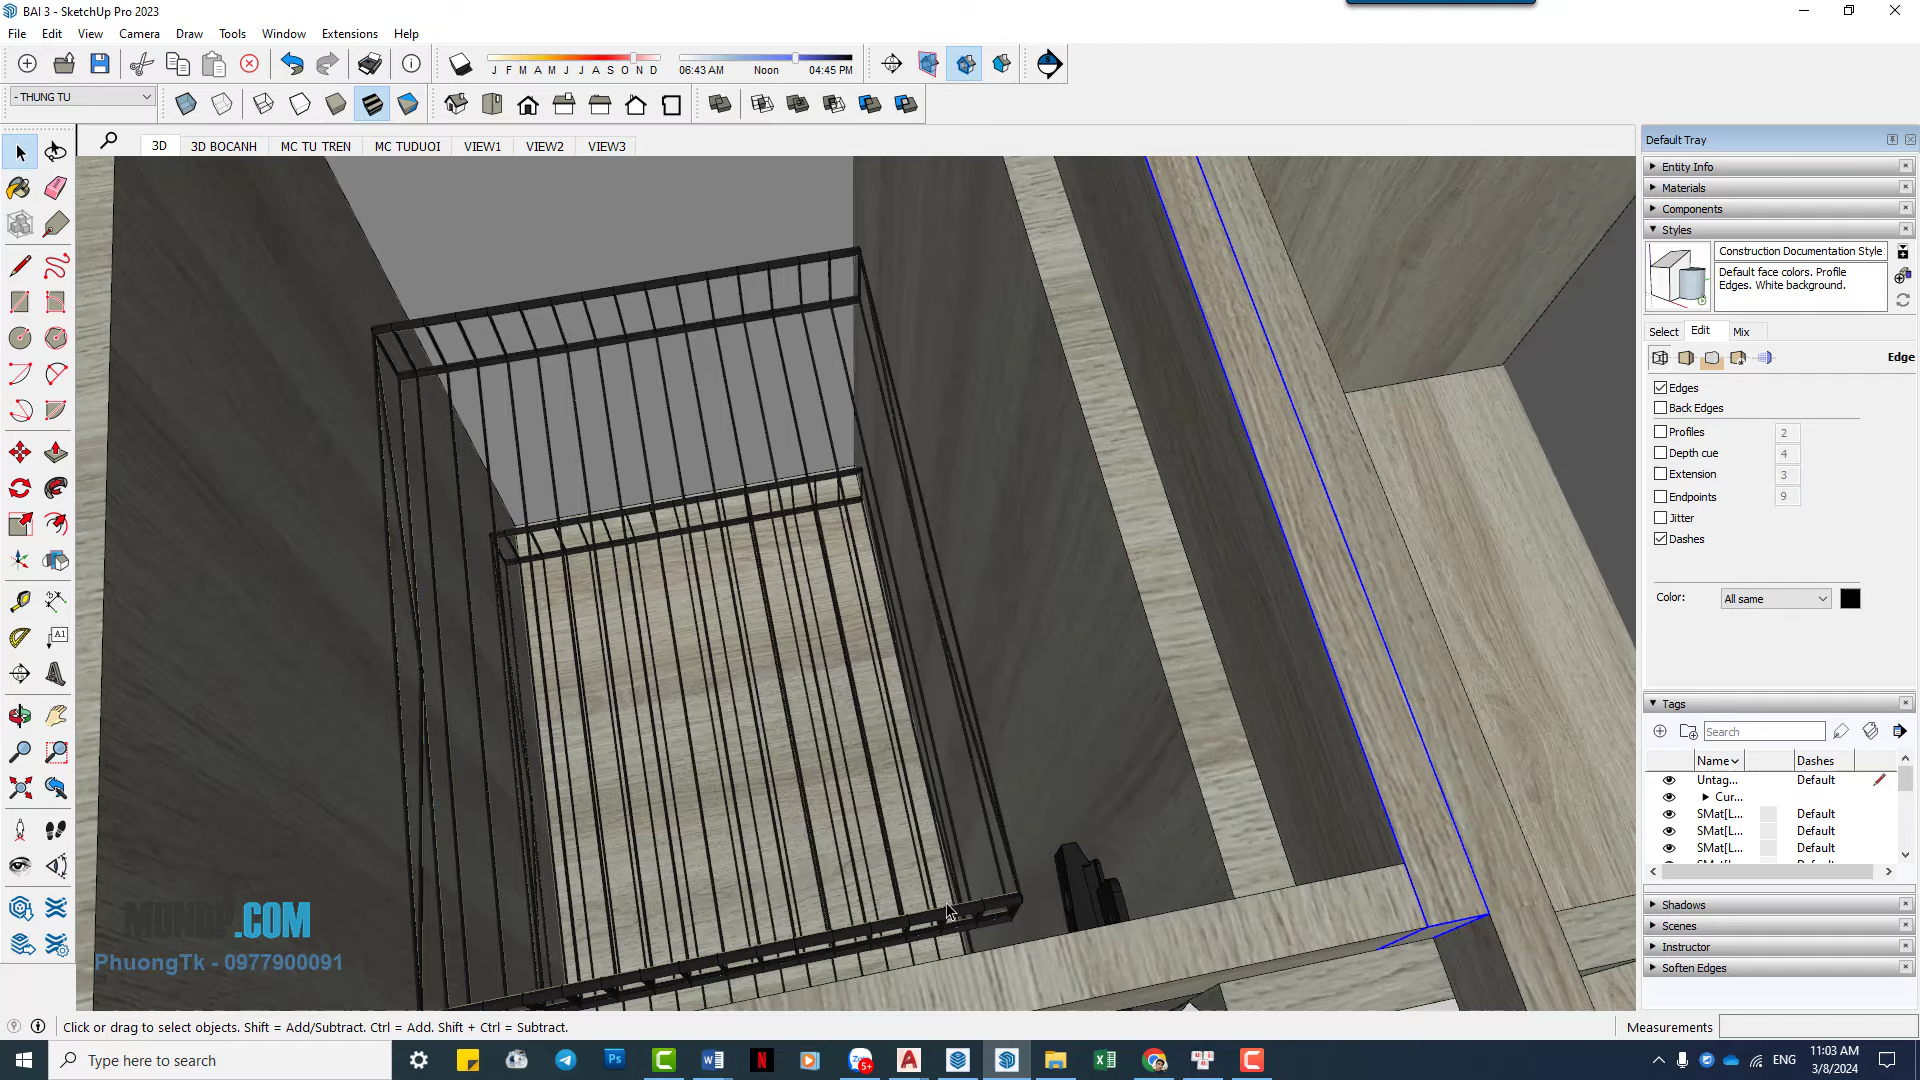 BAI 3 - SketchUp Pro 2023
File Edit View Camera Draw Tools Window Extensions Help
J F M A M J J A S O N D
06:43 AM Noon 04:45 PM
- THUNG TU
3D
3D BOCANH
MC TU TREN
MC TUDUOI
VIEW1
VIEW2
VIEW3
Default Tray
Entity Info
Materials
Components
Styles
Construction Documentation Style
Default face colors. Profile
Edges. White background.
Select Edit Mix
Edge
Edges
Back Edges
Profiles 2
Depth cue 4
Extension 3
Endpoints 9
Jitter
Dashes
Color: All same
Tags
Search
Name Dashes
Untag... Default
Cur...
SMat[L... Default
SMat[L... Default
SMat[L... Default
Shadows
Scenes
Instructor
Soften Edges
A1
.COM
PhuongTk - 0977900091
Click or drag to select objects. Shift = Add/Subtract. Ctrl = Add. Shift + Ctrl = Subtract.
Measurements
Type here to search
ENG
11:03 AM
3/8/2024